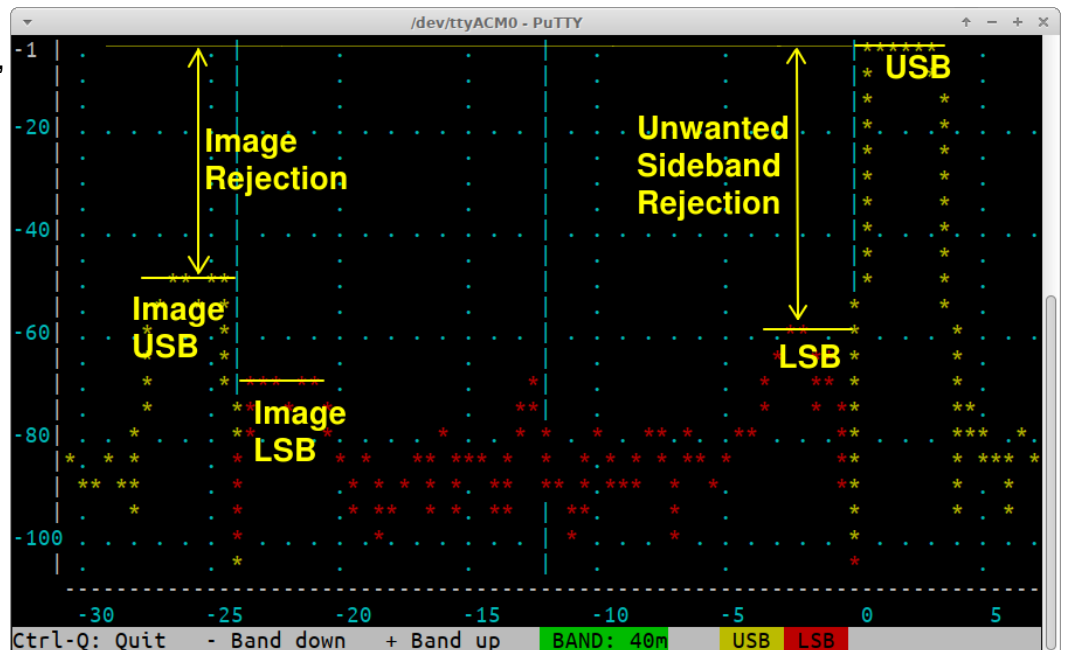 /dev/ttyACM0 - PuTTY
-1
USB
-20
Image
Rejection
Unwanted
Sideband
Rejection
-40
Image
USB
-60
LSB
Image
LSB
-80
-100
-30 -25 -20 -15 -10 -5 0 5
Ctrl-Q: Quit - Band down + Band up BAND: 40m USB LSB